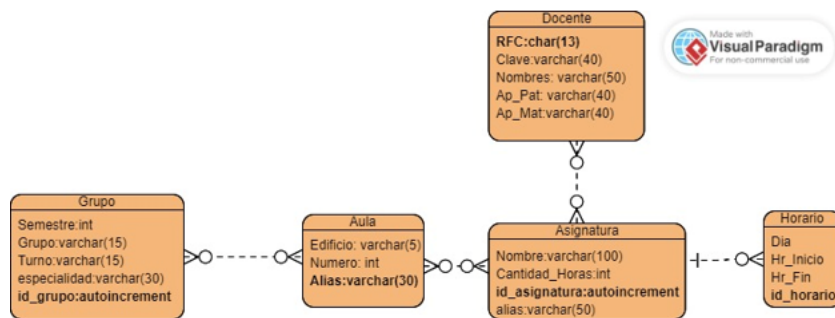 Docente
RFC:char(13)
Clave:varchar(40)
Nombres: varchar(50)
Ap_Pat: varchar(40)
Ap_Mat:varchar(40)
Made with
Visual Paradigm
For non-commercial use
Grupo
Semestre:int
Grupo:varchar(15)
Turno:varchar(15)
especialidad:varchar(30)
id_grupo:autoincrement
Aula
Edificio: varchar(5)
Numero: int
Alias:varchar(30)
Asignatura
Nombre:varchar(100)
Cantidad_Horas:int
id_asignatura:autoincrement
alias:varchar(50)
Horario
Dia
Hr_Inicio
Hr_Fin
id_horario